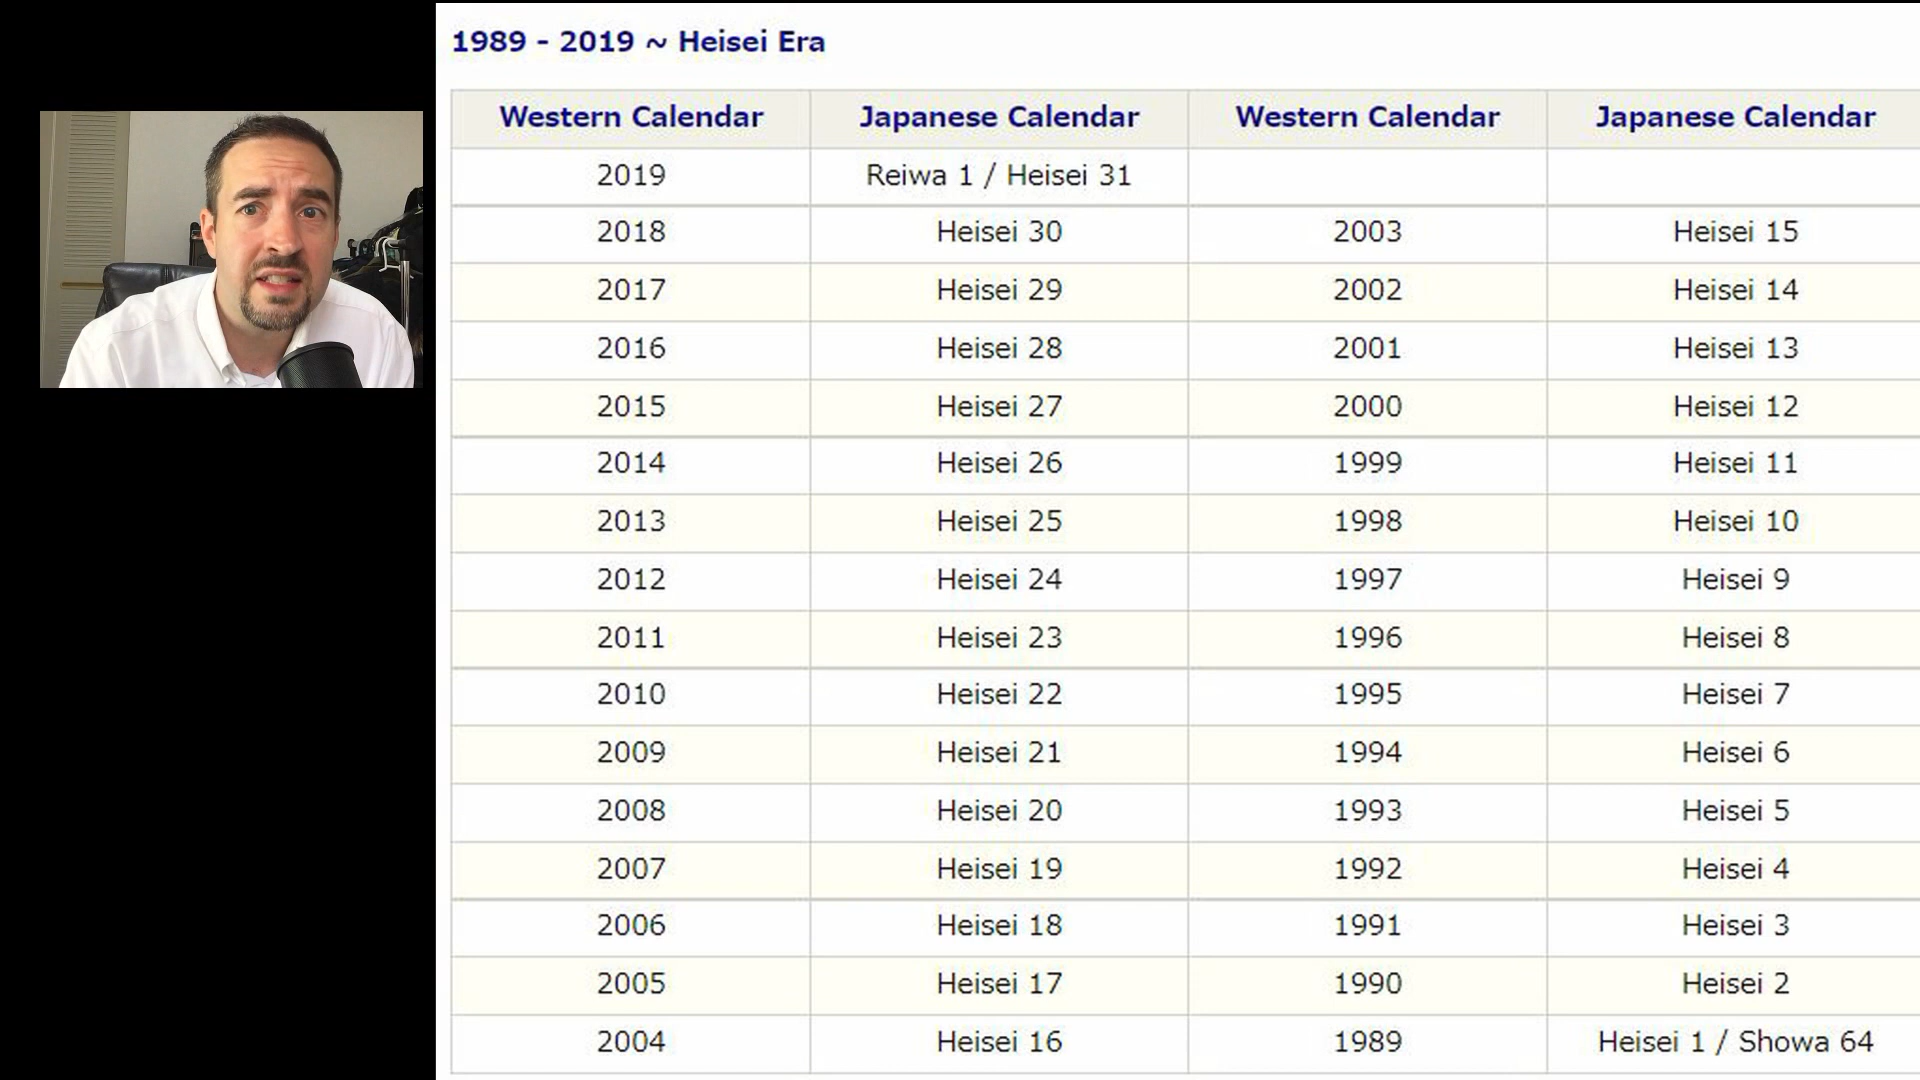 1989 - 2019 ~ Heisei Era
Western Calendar Japanese Calendar Western Calendar Japanese Calendar
2019 Reiwa 1 / Heisei 31
2018 Heisei 30 2003 Heisei 15
2017 Heisei 29 2002 Heisei 14
2016 Heisei 28 2001 Heisei 13
2015 Heisei 27 2000 Heisei 12
2014 Heisei 26 1999 Heisei 11
2013 Heisei 25 1998 Heisei 10
2012 Heisei 24 1997 Heisei 9
2011 Heisei 23 1996 Heisei 8
2010 Heisei 22 1995 Heisei 7
2009 Heisei 21 1994 Heisei 6
2008 Heisei 20 1993 Heisei 5
2007 Heisei 19 1992 Heisei 4
2006 Heisei 18 1991 Heisei 3
2005 Heisei 17 1990 Heisei 2
2004 Heisei 16 1989 Heisei 1 / Showa 64